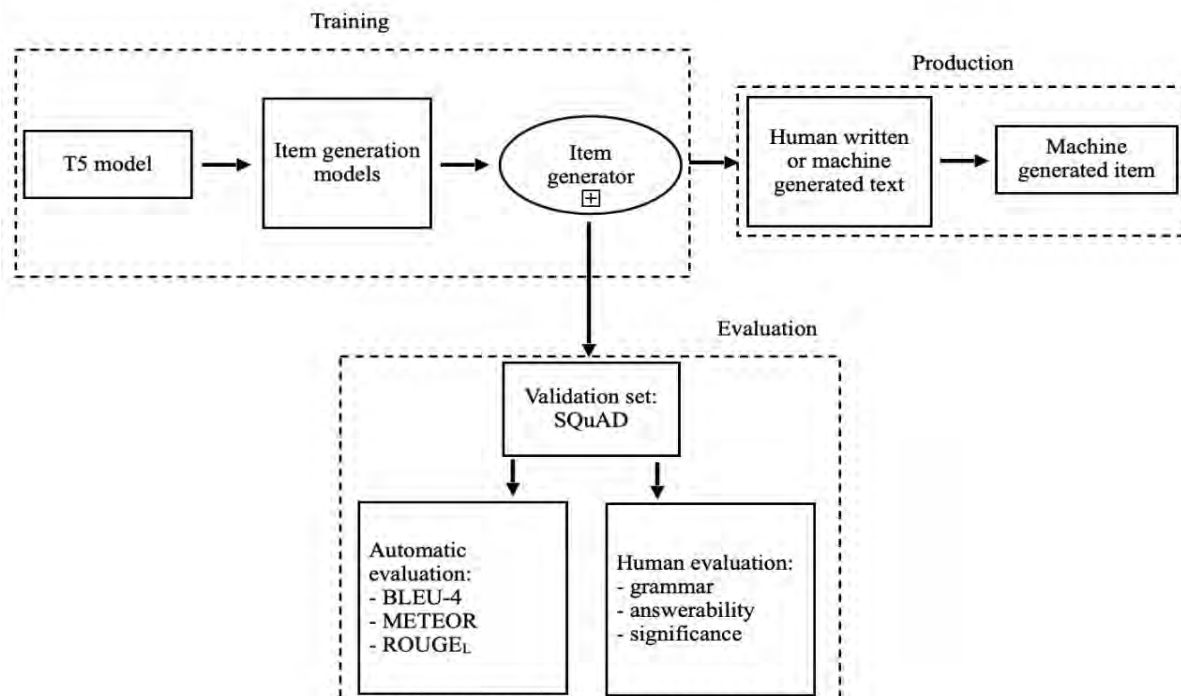 Training
T5 model
Item generation
models
Item
generator
+
Production
Human written
or machine
generated text
Machine
generated item
Evaluation
Validation set:
SQuAD
Automatic
evaluation:
- BLEU-4
- METEOR
- ROUGEL
Human evaluation:
- grammar
- answerability
- significance